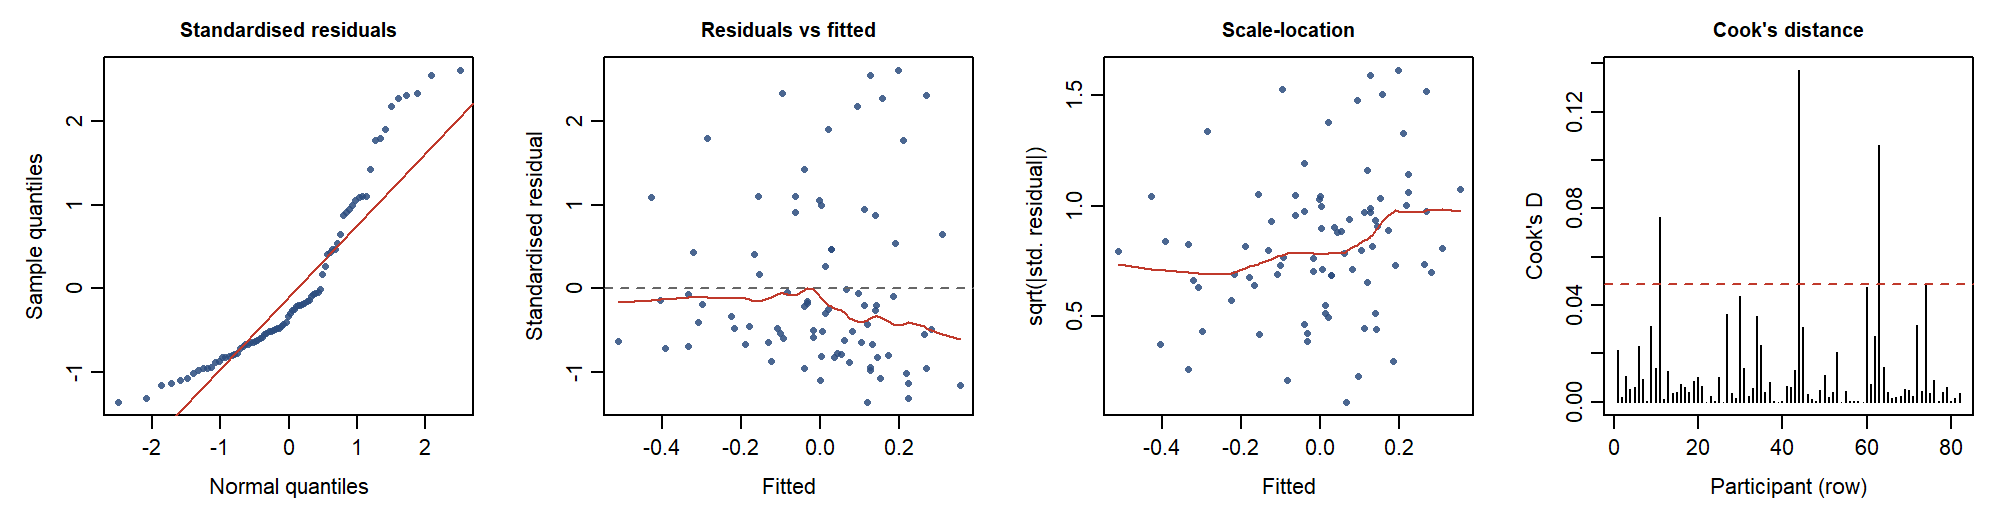 Standardised residuals
Sample quantiles
2
1
0
-1
-2 -1 0 1 2
Normal quantiles
Residuals vs fitted
Standardised residual
2
1
0
-1
-0.4 -0.2 0.0 0.2
Fitted
Scale-location
sqrt(|std. residual|)
1.5
1.0
0.5
-0.4 -0.2 0.0 0.2
Fitted
Cook's distance
Cook's D
0.12
0.08
0.04
0.00
0 20 40 60 80
Participant (row)